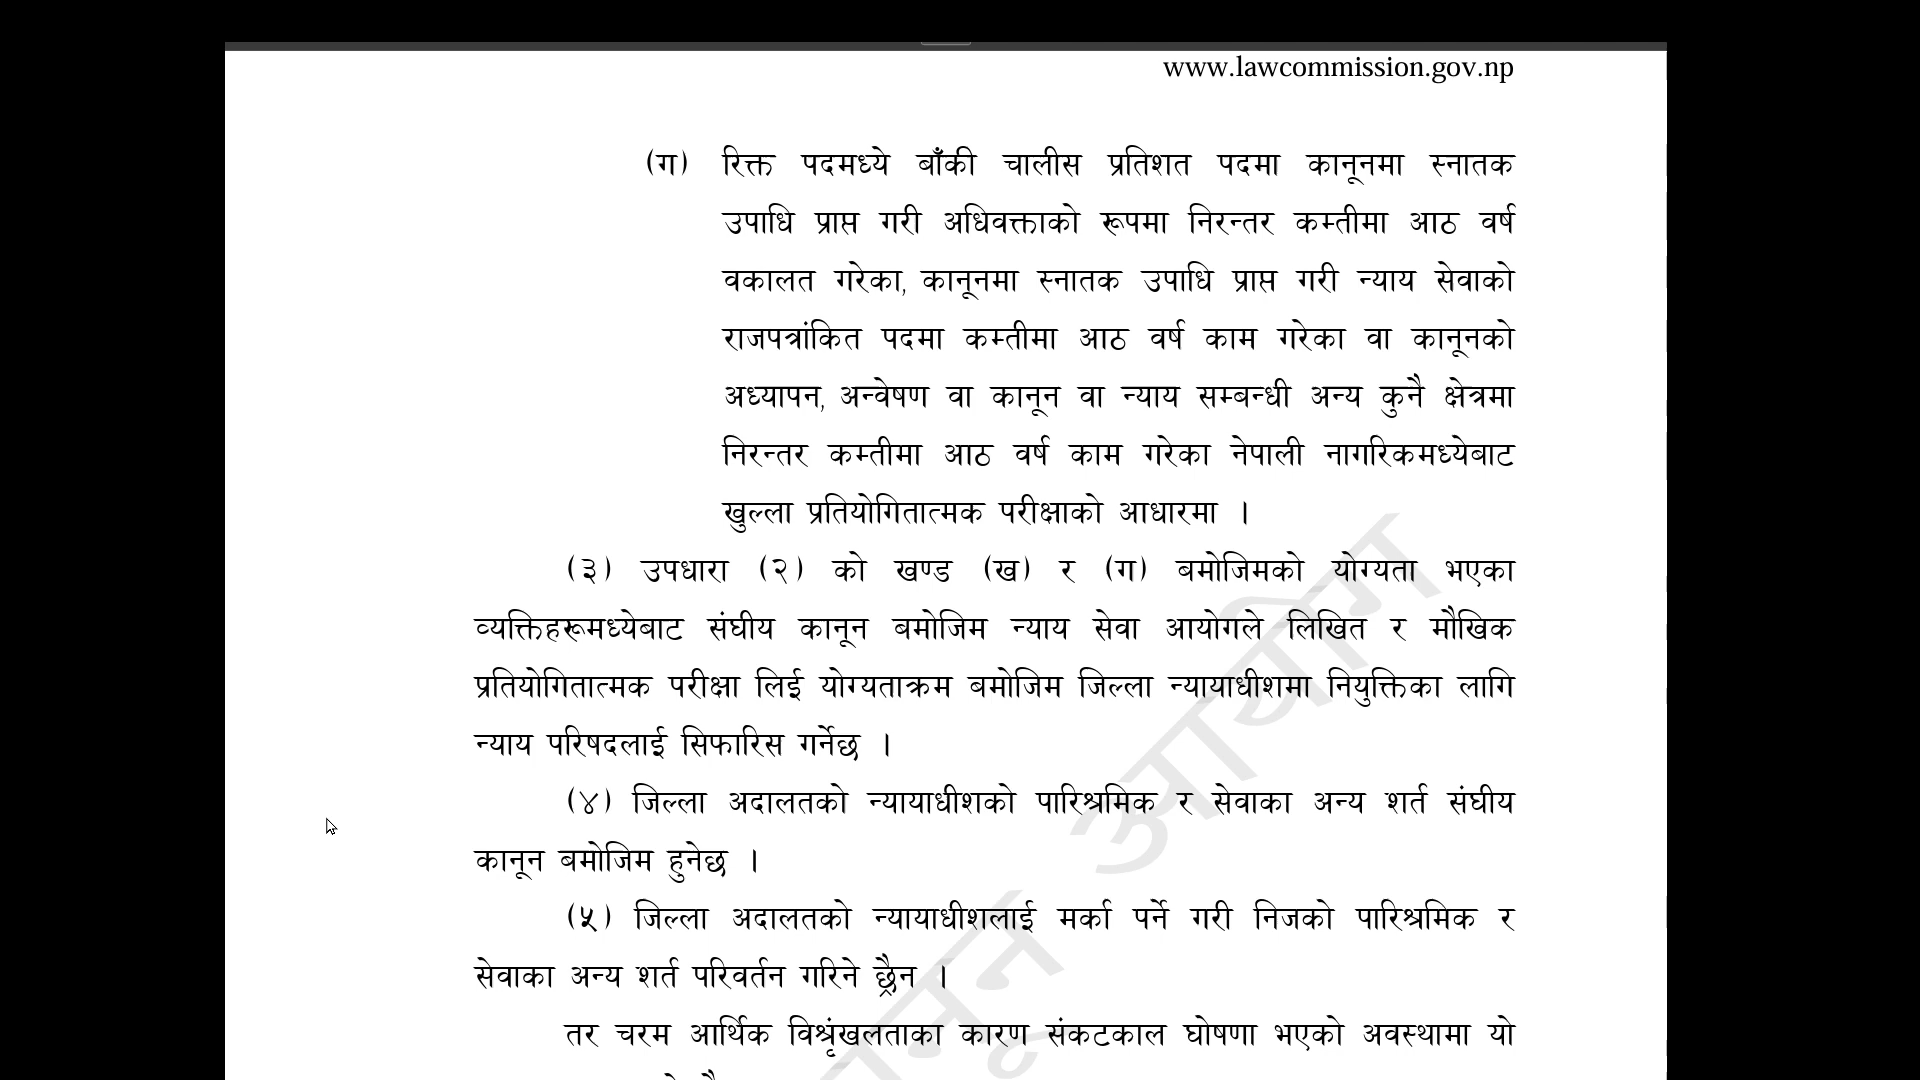 www.lawcommission.gov.np
(ग) रिक्त पदमध्ये बाँकी चालीस प्रतिशत पदमा कानूनमा स्नातक
उपाधि प्राप्त गरी अधिवक्ताको रूपमा निरन्तर कम्तीमा आठ वर्ष
वकालत गरेका, कानूनमा स्नातक उपाधि प्राप्त गरी न्याय सेवाको
राजपत्रांकित पदमा कम्तीमा आठ वर्ष काम गरेका वा कानूनको
अध्यापन, अन्वेषण वा कानून वा न्याय सम्बन्धी अन्य कुनै क्षेत्रमा
निरन्तर कम्तीमा आठ वर्ष काम गरेका नेपाली नागरिकमध्येबाट
खुल्ला प्रतियोगितात्मक परीक्षाको आधारमा ।
(३) उपधारा (२) को खण्ड (ख) र (ग) बमोजिमको योग्यता भएका
व्यक्तिहरूमध्येबाट संघीय कानून बमोजिम न्याय सेवा आयोगले लिखित र मौखिक
प्रतियोगितात्मक परीक्षा लिई योग्यताक्रम बमोजिम जिल्ला न्यायाधीशमा नियुक्तिका लागि
न्याय परिषदलाई सिफारिस गर्नेछ ।
(४) जिल्ला अदालतको न्यायाधीशको पारिश्रमिक र सेवाका अन्य शर्त संघीय
कानून बमोजिम हुनेछ ।
(५) जिल्ला अदालतको न्यायाधीशलाई मर्का पर्ने गरी निजको पारिश्रमिक र
सेवाका अन्य शर्त परिवर्तन गरिने छैन ।
तर चरम आर्थिक विश्रृंखलताका कारण संकटकाल घोषणा भएको अवस्थामा यो
आयोग